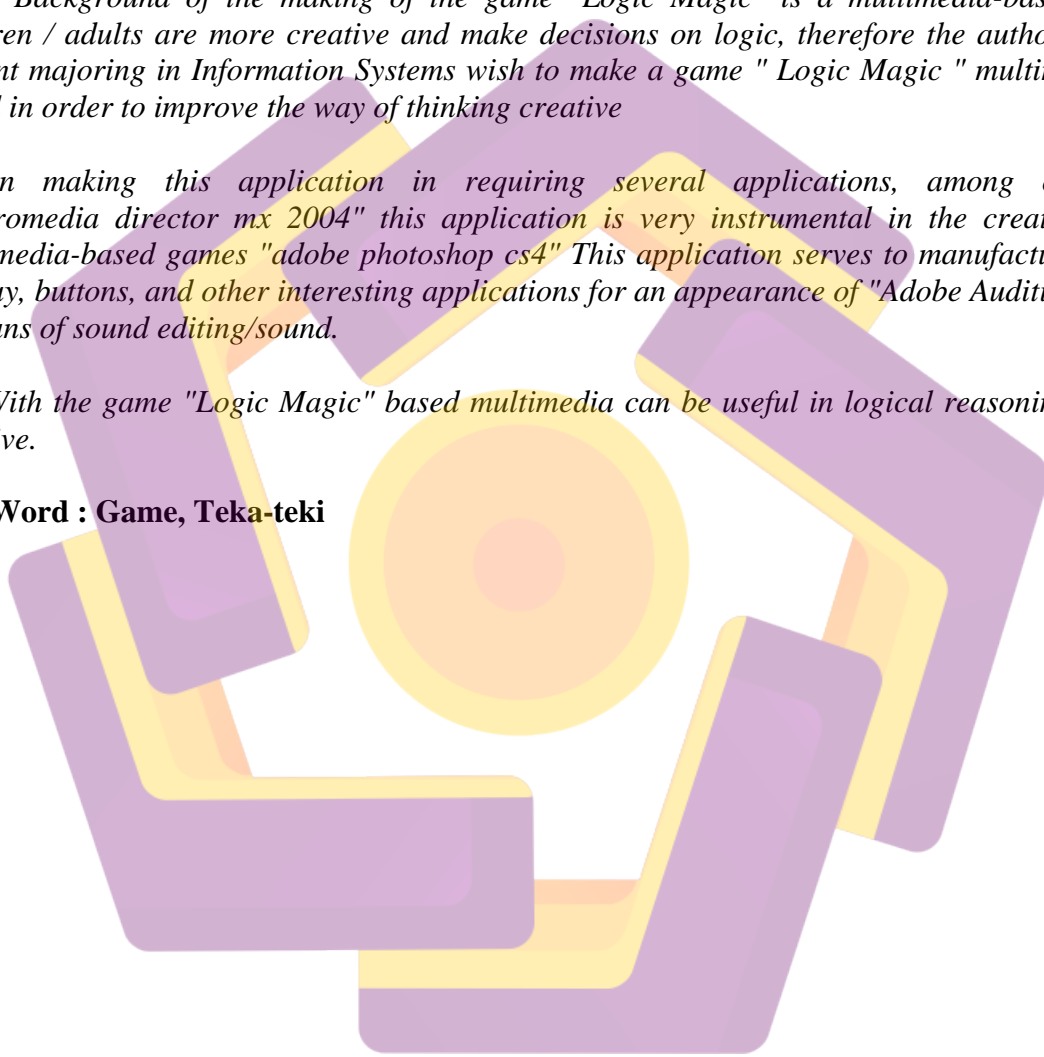 Background of the making of the game "Logic Magic" is a multimedia-bas
ren / adults are more creative and make decisions on logic, therefore the autho
nt majoring in Information Systems wish to make a game " Logic Magic " multi
in order to improve the way of thinking creative
n making this application in requiring several applications, among
romedia director mx 2004" this application is very instrumental in the creat
media-based games "adobe photoshop cs4" This application serves to manufactu
ay, buttons, and other interesting applications for an appearance of "Adobe Auditi
ans of sound editing/sound.
With the game "Logic Magic" based multimedia can be useful in logical reasonin
ive.
Word : Game, Teka-teki